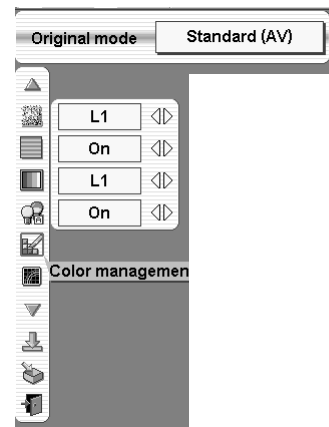 Original mode
Standard (AV)
L1
On
L1
On
Color managemen